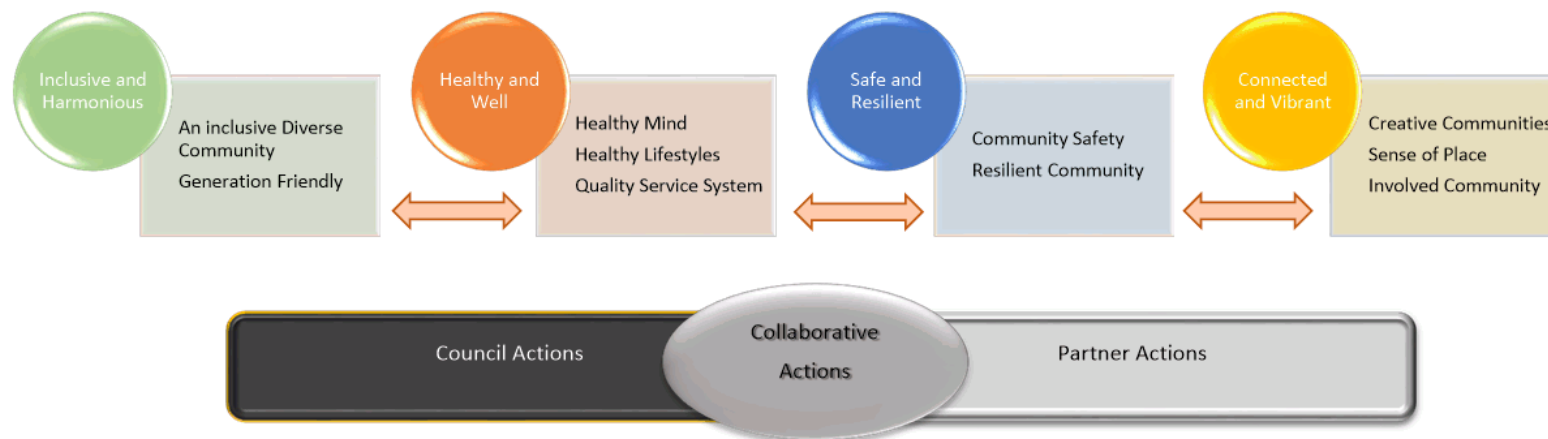 Inclusive and
Harmonious
An inclusive Diverse
Community
Generation Friendly
Healthy and
Well
Healthy Mind
Healthy Lifestyles
Quality Service System
Safe and
Resilient
Community Safety
Resilient Community
Connected
and Vibrant
Creative Communities
Sense of Place
Involved Community
Council Actions
Collaborative
Actions
Partner Actions